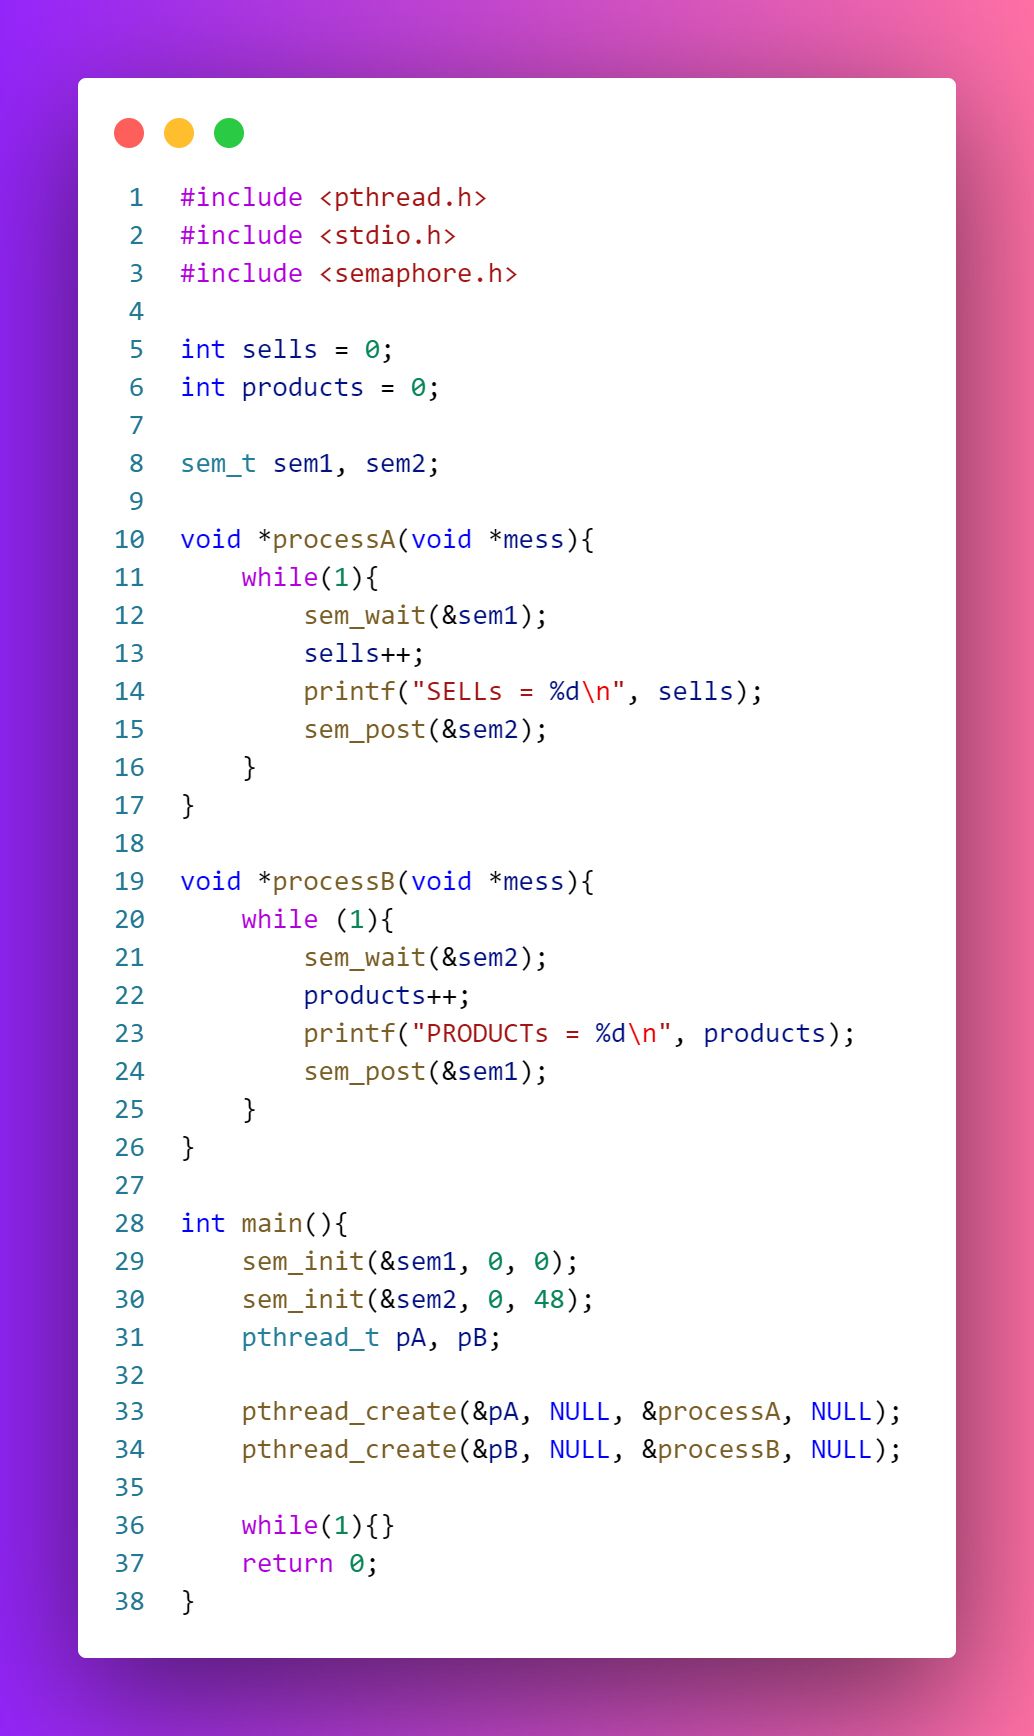 1 #include <pthread.h>
2 #include <stdio.h>
3 #include <semaphore.h>
4
5 int sells = 0;
6 int products = 0;
7
8 sem_t sem1, sem2;
9
10 void *processA(void *mess){
11     while(1){
12         sem_wait(&sem1);
13         sells++;
14         printf("SELLs = %d\n", sells);
15         sem_post(&sem2);
16     }
17 }
18
19 void *processB(void *mess){
20     while (1){
21         sem_wait(&sem2);
22         products++;
23         printf("PRODUCTs = %d\n", products);
24         sem_post(&sem1);
25     }
26 }
27
28 int main(){
29     sem_init(&sem1, 0, 0);
30     sem_init(&sem2, 0, 48);
31     pthread_t pA, pB;
32
33     pthread_create(&pA, NULL, &processA, NULL);
34     pthread_create(&pB, NULL, &processB, NULL);
35
36     while(1){}
37     return 0;
38 }